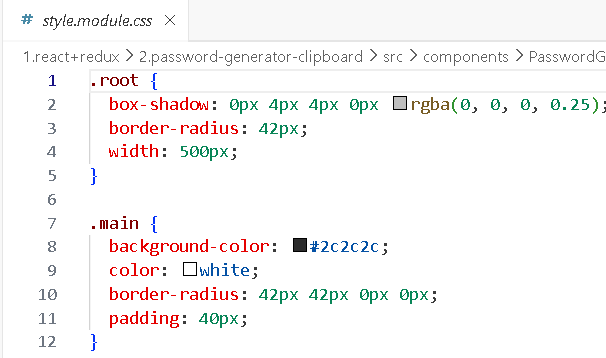 # style.module.css ×
1.react+redux > 2.password-generator-clipboard > src > components > PasswordG
1 .root {
2 box-shadow: 0px 4px 4px 0px rgba(0, 0, 0, 0.25);
3 border-radius: 42px;
4 width: 500px;
5 }
6
7 .main {
8 background-color: #2c2c2c;
9 color: white;
10 border-radius: 42px 42px 0px 0px;
11 padding: 40px;
12 }